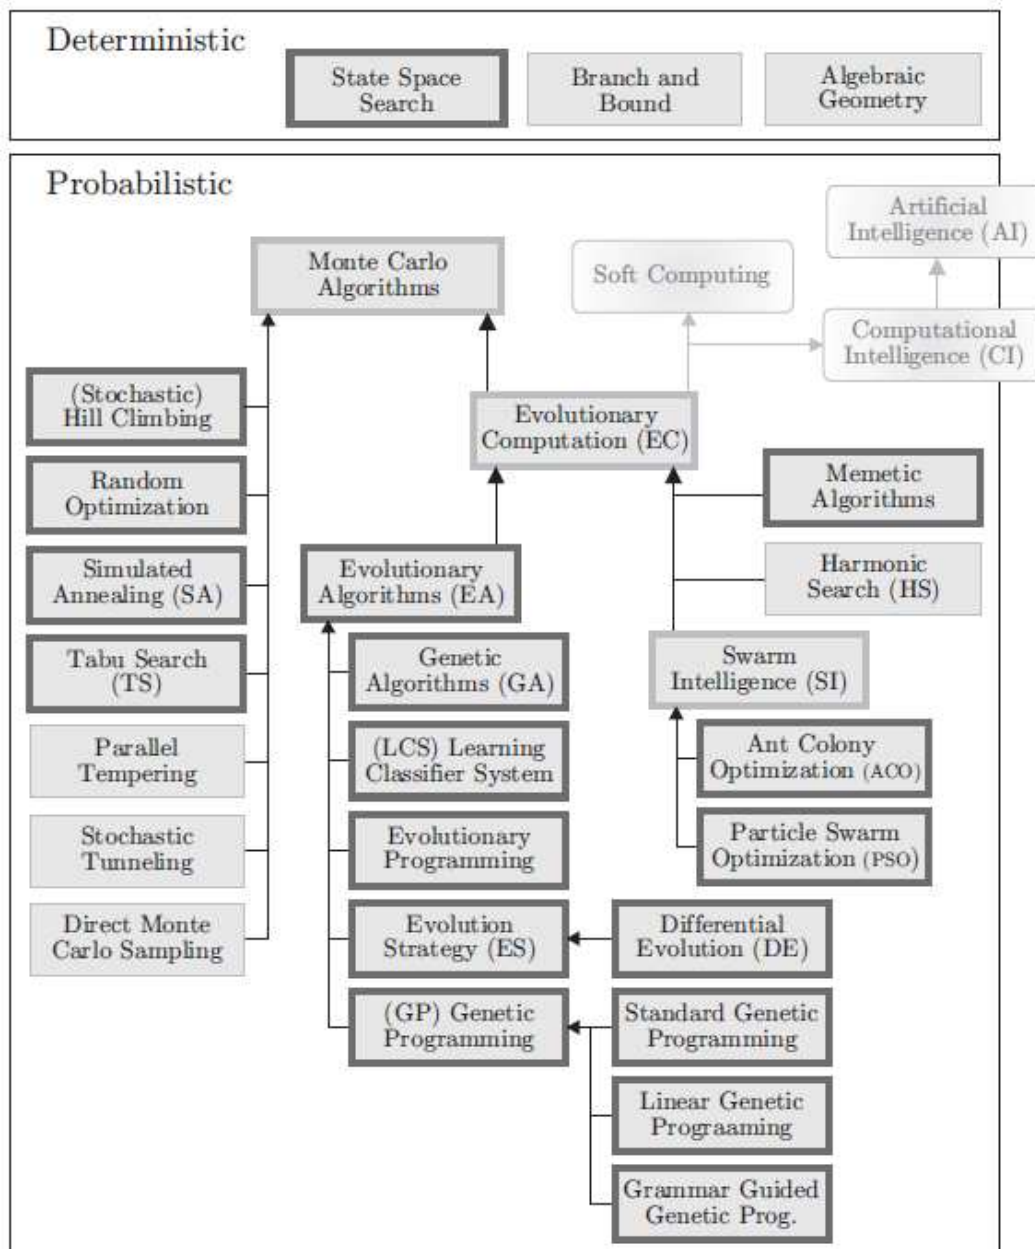 Deterministic
State Space
Search
Branch and
Bound
Algebraic
Geometry
Probabilistic
Artificial
Intelligence (AI)
Monte Carlo
Algorithms
Soft Computing
Computational
Intelligence (CI)
(Stochastic)
Hill Climbing
Evolutionary
Computation (EC)
Random
Optimization
Memetic
Algorithms
Simulated
Annealing (SA)
Evolutionary
Algorithms (EA)
Harmonic
Search (HS)
Tabu Search
(TS)
Genetic
Algorithms (GA)
Swarm
Intelligence (SI)
Parallel
Tempering
(LCS) Learning
Classifier System
Ant Colony
Optimization (ACO)
Stochastic
Tunneling
Evolutionary
Programming
Particle Swarm
Optimization (PSO)
Direct Monte
Carlo Sampling
Evolution
Strategy (ES)
Differential
Evolution (DE)
(GP) Genetic
Programming
Standard Genetic
Programming
Linear Genetic
Prograaming
Grammar Guided
Genetic Prog.